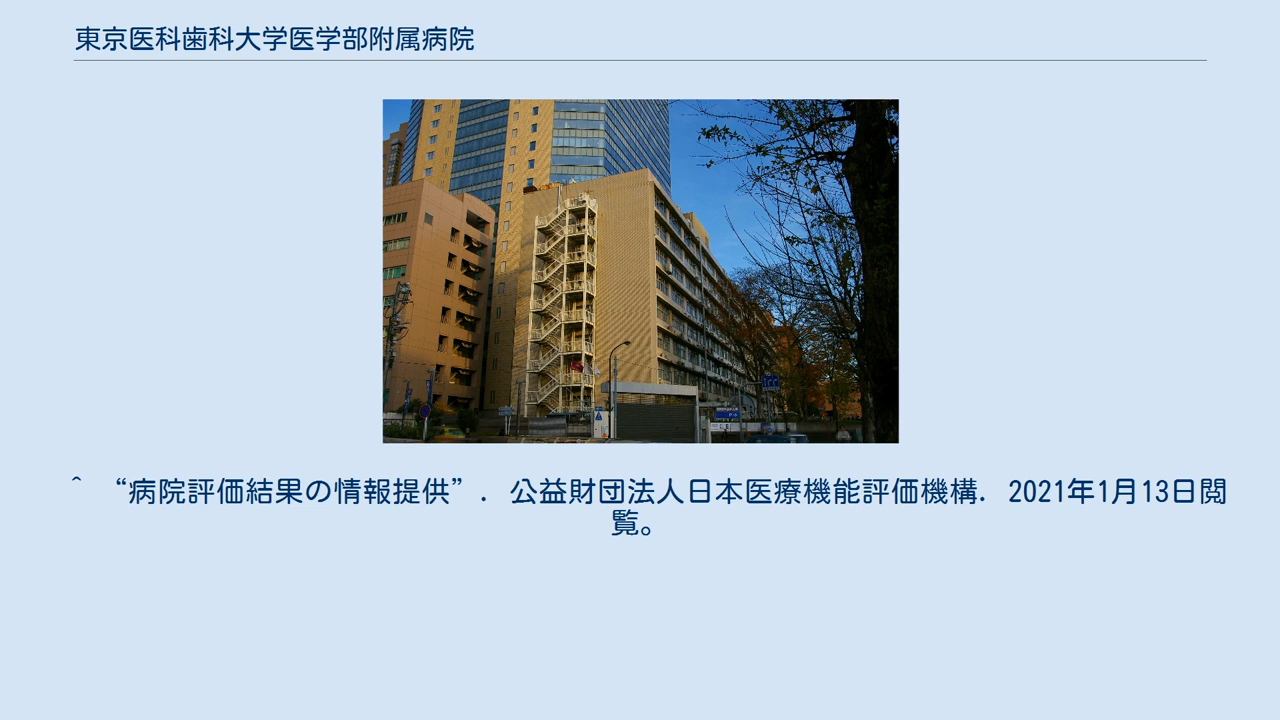 東京医科歯科大学医学部附属病院
^ “病院評価結果の情報提供”. 公益財団法人日本医療機能評価機構. 2021年1月13日閲
覧。